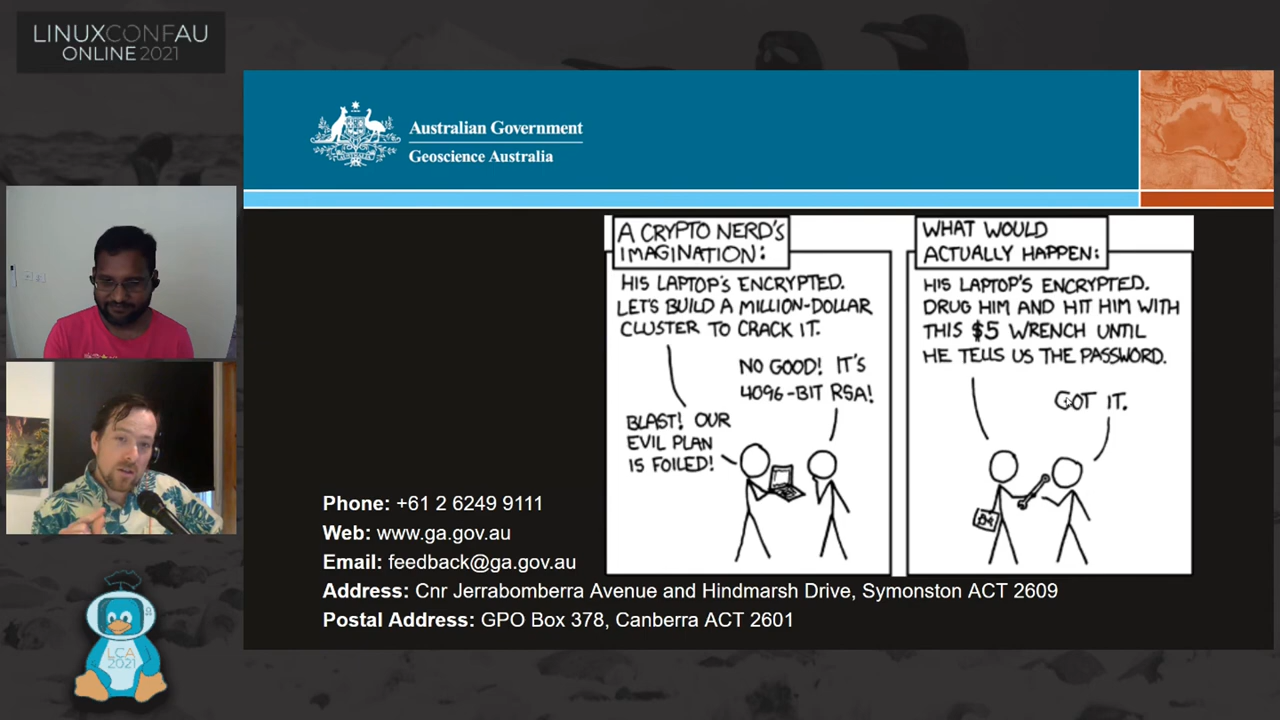 LINUXCONFAU
ONLINE 2021
Australian Government
Geoscience Australia
A CRYPTO NERD'S
IMAGINATION:
HIS LAPTOP'S ENCRYPTED.
LET'S BUILD A MILLION-DOLLAR
CLUSTER TO CRACK IT.
NO GOOD! IT'S
4096-BIT RSA!
BLAST! OUR
EVIL PLAN
IS FOILED!
WHAT WOULD
ACTUALLY HAPPEN:
HIS LAPTOP'S ENCRYPTED.
DRUG HIM AND HIT HIM WITH
THIS $5 WRENCH UNTIL
HE TELLS US THE PASSWORD.
GOT IT.
Phone: +61 2 6249 9111
Web: www.ga.gov.au
Email: feedback@ga.gov.au
Address: Cnr Jerrabomberra Avenue and Hindmarsh Drive, Symonston ACT 2609
Postal Address: GPO Box 378, Canberra ACT 2601
LCA
2021